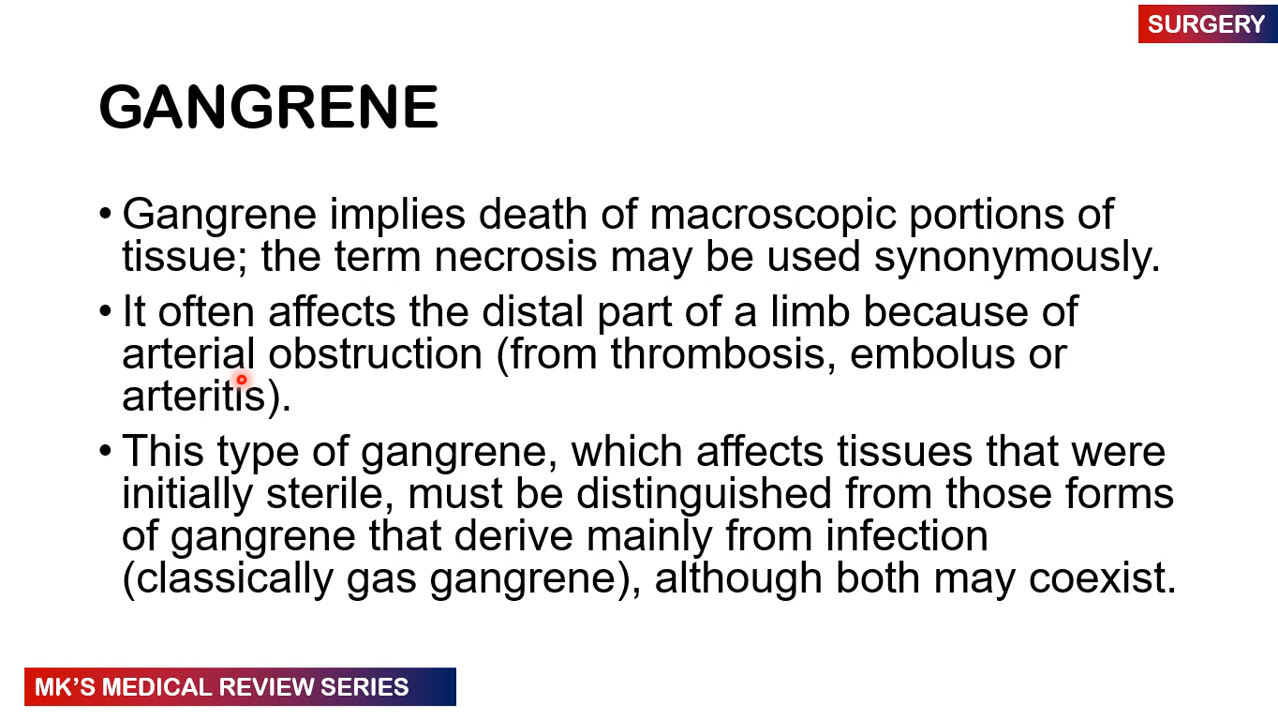 SURGERY
GANGRENE
• Gangrene implies death of macroscopic portions of
tissue; the term necrosis may be used synonymously.
• It often affects the distal part of a limb because of
arterial obstruction (from thrombosis, embolus or
arteritis).
• This type of gangrene, which affects tissues that were
initially sterile, must be distinguished from those forms
of gangrene that derive mainly from infection
(classically gas gangrene), although both may coexist.
MK'S MEDICAL REVIEW SERIES